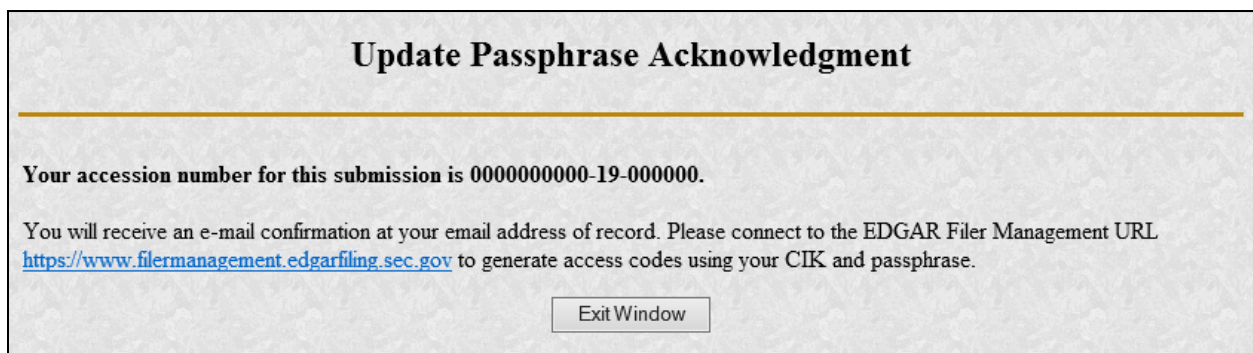 Update Passphrase Acknowledgment
Your accession number for this submission is 0000000000-19-000000.
You will receive an e-mail confirmation at your email address of record. Please connect to the EDGAR Filer Management URL
https://www.filermanagement.edgarfiling.sec.gov to generate access codes using your CIK and passphrase.
Exit Window